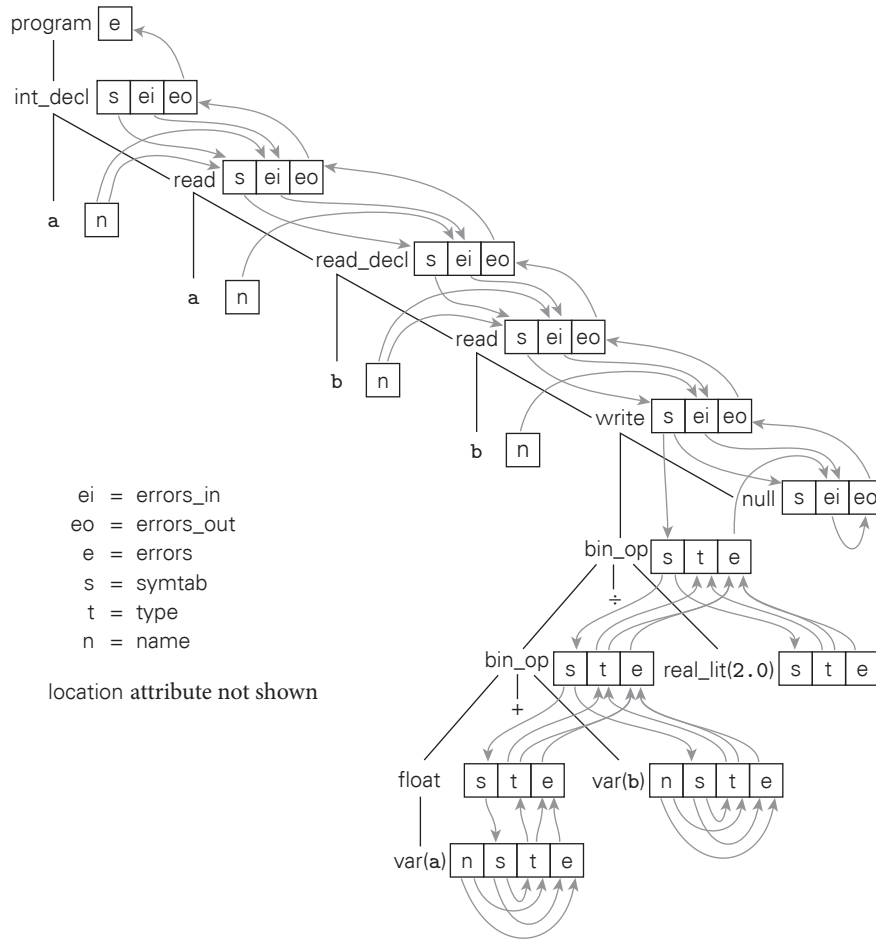 program e
int_decl s ei eo
read s ei eo
a n
read_decl s ei eo
a n
read s ei eo
b n
write s ei eo
b n
null s ei eo
ei = errors_in
eo = errors_out
e = errors
s = symtab
t = type
n = name
location attribute not shown
bin_op s t e
÷
bin_op s t e real_lit(2.0) s t e
+
float s t e var(b) n s t e
var(a) n s t e